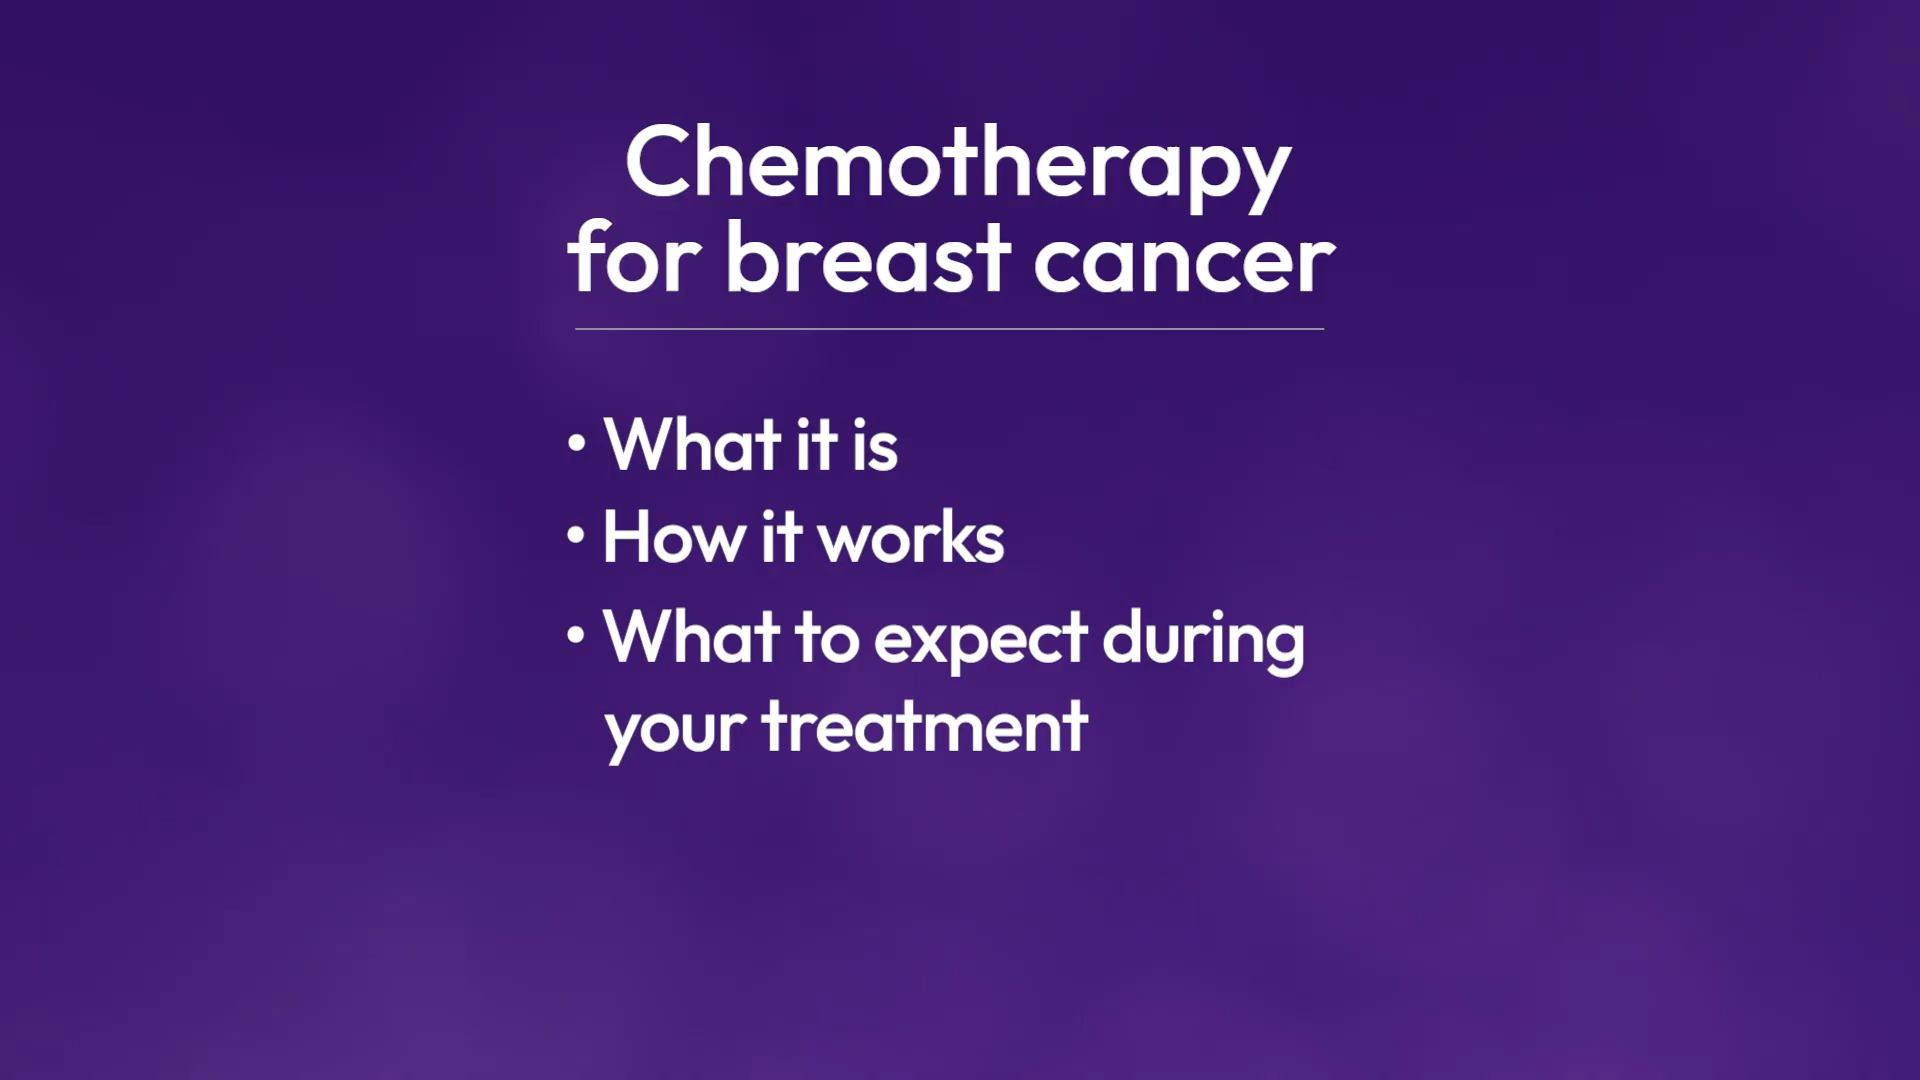 Chemotherapy
for breast cancer
• What it is
• How it works
• What to expect during
your treatment